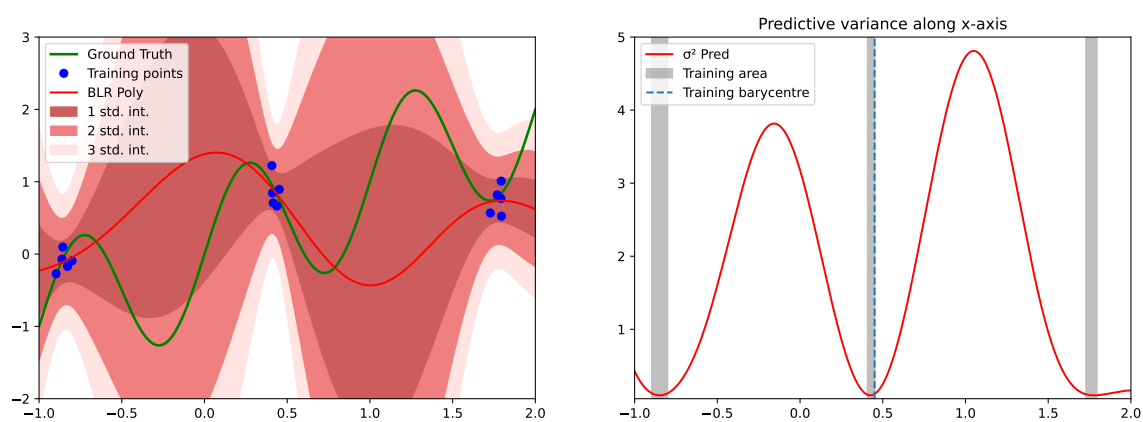 Ground Truth
Training points
BLR Poly
1 std. int.
2 std. int.
3 std. int.
3
2
1
0
−1
−2
−1.0 −0.5 0.0 0.5 1.0 1.5 2.0
Predictive variance along x-axis
σ² Pred
Training area
Training barycentre
5
4
3
2
1
−1.0 −0.5 0.0 0.5 1.0 1.5 2.0